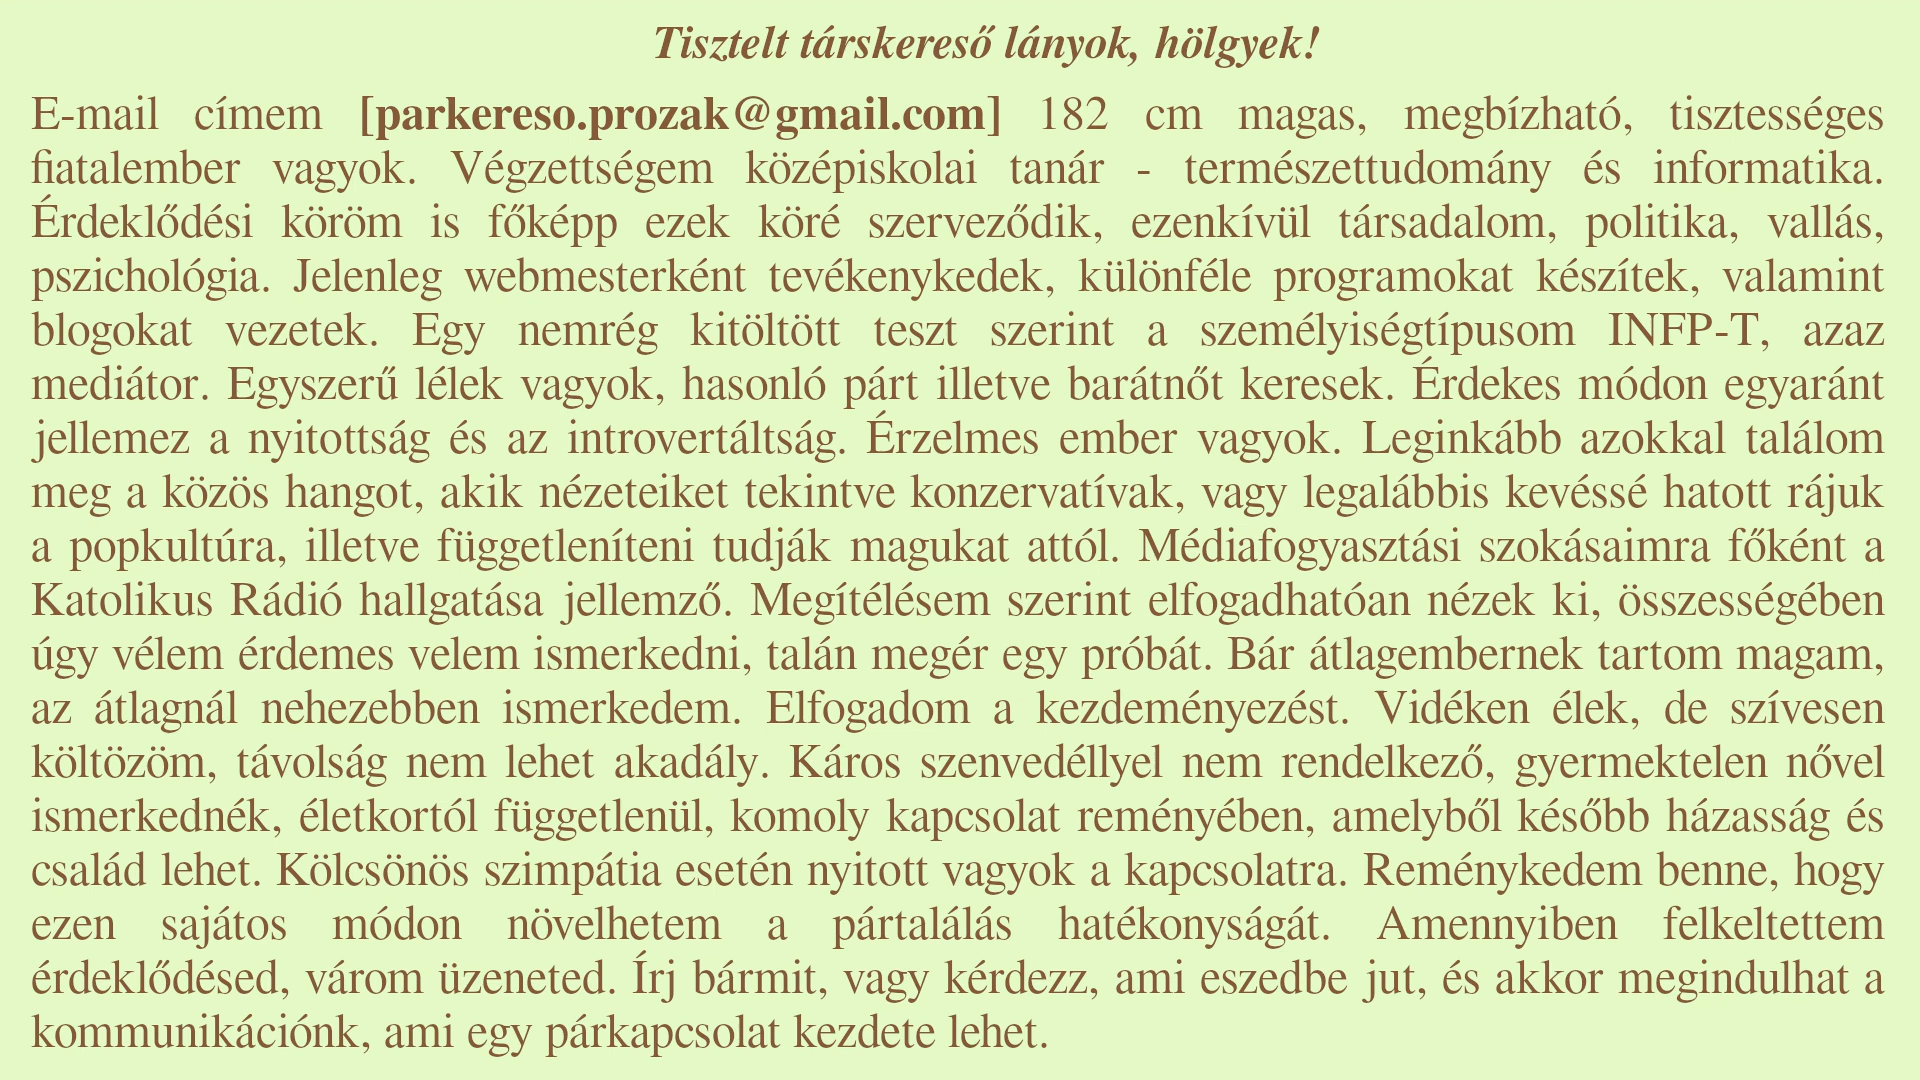 Tisztelt társkereső lányok, hölgyek!
E-mail címem [parkereso.prozak@gmail.com] 182 cm magas, megbízható, tisztességes
fiatalember vagyok. Végzettségem középiskolai tanár - természettudomány és informatika.
Érdeklődési köröm is főképp ezek köré szerveződik, ezenkívül társadalom, politika, vallás,
pszichológia. Jelenleg webmesterként tevékenykedek, különféle programokat készítek, valamint
blogokat vezetek. Egy nemrég kitöltött teszt szerint a személyiségtípusom INFP-T, azaz
mediátor. Egyszerű lélek vagyok, hasonló párt illetve barátnőt keresek. Érdekes módon egyaránt
jellemez a nyitottság és az introvertáltság. Érzelmes ember vagyok. Leginkább azokkal találom
meg a közös hangot, akik nézeteiket tekintve konzervatívak, vagy legalábbis kevéssé hatott rájuk
a popkultúra, illetve függetleníteni tudják magukat attól. Médiafogyasztási szokásaimra főként a
Katolikus Rádió hallgatása jellemző. Megítélésem szerint elfogadhatóan nézek ki, összességében
úgy vélem érdemes velem ismerkedni, talán megér egy próbát. Bár átlagembernek tartom magam,
az átlagnál nehezebben ismerkedem. Elfogadom a kezdeményezést. Vidéken élek, de szívesen
költözöm, távolság nem lehet akadály. Káros szenvedéllyel nem rendelkező, gyermektelen nővel
ismerkednék, életkortól függetlenül, komoly kapcsolat reményében, amelyből később házasság és
család lehet. Kölcsönös szimpátia esetén nyitott vagyok a kapcsolatra. Reménykedem benne, hogy
ezen sajátos módon növelhetem a pártalálás hatékonyságát. Amennyiben felkeltettem
érdeklődésed, várom üzeneted. Írj bármit, vagy kérdezz, ami eszedbe jut, és akkor megindulhat a
kommunikációnk, ami egy párkapcsolat kezdete lehet.